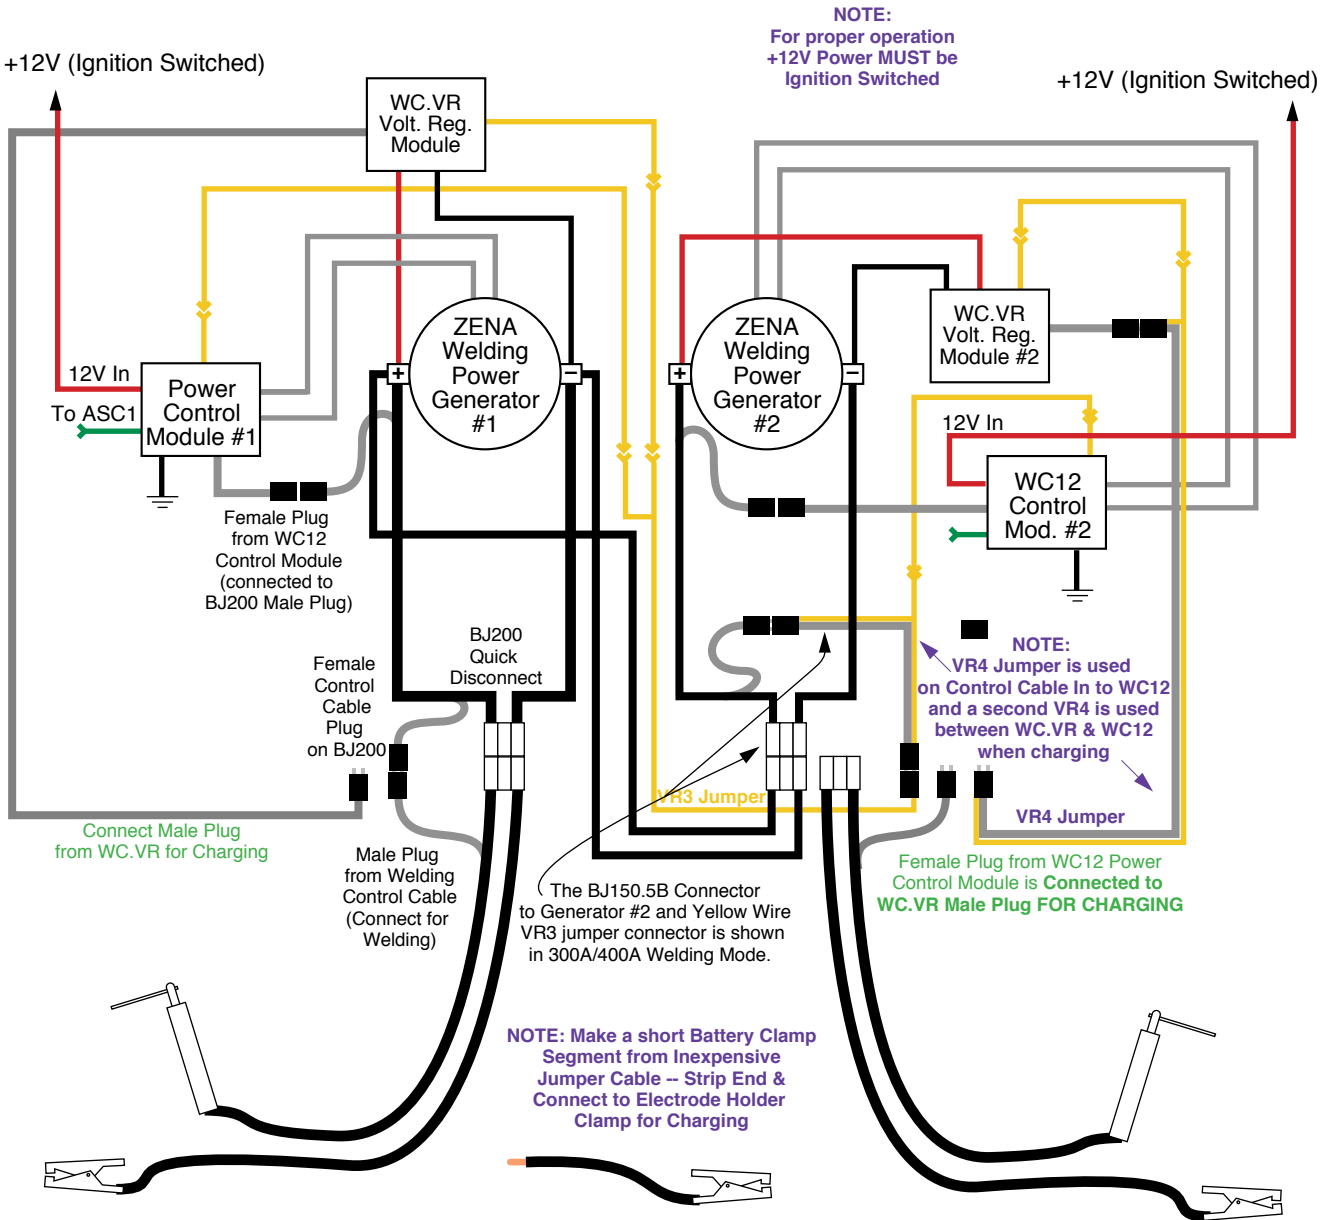 NOTE:
For proper operation
+12V Power MUST be
Ignition Switched
+12V (Ignition Switched)
+12V (Ignition Switched)
WC.VR
Volt. Reg.
Module
ZENA
Welding
Power
Generator
#1
+
−
ZENA
Welding
Power
Generator
#2
+
−
WC.VR
Volt. Reg.
Module #2
12V In
To ASC1
Power
Control
Module #1
12V In
WC12
Control
Mod. #2
Female Plug
from WC12
Control Module
(connected to
BJ200 Male Plug)
BJ200
Quick
Disconnect
Female
Control
Cable
Plug
on BJ200
NOTE:
VR4 Jumper is used
on Control Cable In to WC12
and a second VR4 is used
between WC.VR & WC12
when charging
VR3 Jumper
VR4 Jumper
Connect Male Plug
from WC.VR for Charging
Male Plug
from Welding
Control Cable
(Connect for
Welding)
The BJ150.5B Connector
to Generator #2 and Yellow Wire
VR3 jumper connector is shown
in 300A/400A Welding Mode.
Female Plug from WC12 Power
Control Module is Connected to
WC.VR Male Plug FOR CHARGING
NOTE: Make a short Battery Clamp
Segment from Inexpensive
Jumper Cable -- Strip End &
Connect to Electrode Holder
Clamp for Charging